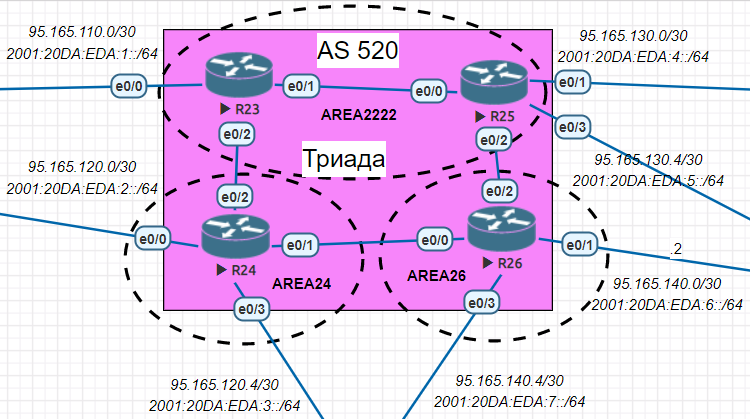 95.165.110.0/30
2001:20DA:EDA:1::/64
AS 520
95.165.130.0/30
2001:20DA:EDA:4::/64
e0/0
e0/1
e0/0
e0/1
R23
AREA2222
R25
e0/3
e0/2
e0/2
95.165.120.0/30
2001:20DA:EDA:2::/64
Триада
95.165.130.4/30
2001:20DA:EDA:5::/64
e0/2
e0/2
e0/0
e0/1
e0/0
e0/1
.2
R24
AREA24
AREA26
R26
95.165.140.0/30
2001:20DA:EDA:6::/64
e0/3
e0/3
95.165.120.4/30
2001:20DA:EDA:3::/64
95.165.140.4/30
2001:20DA:EDA:7::/64